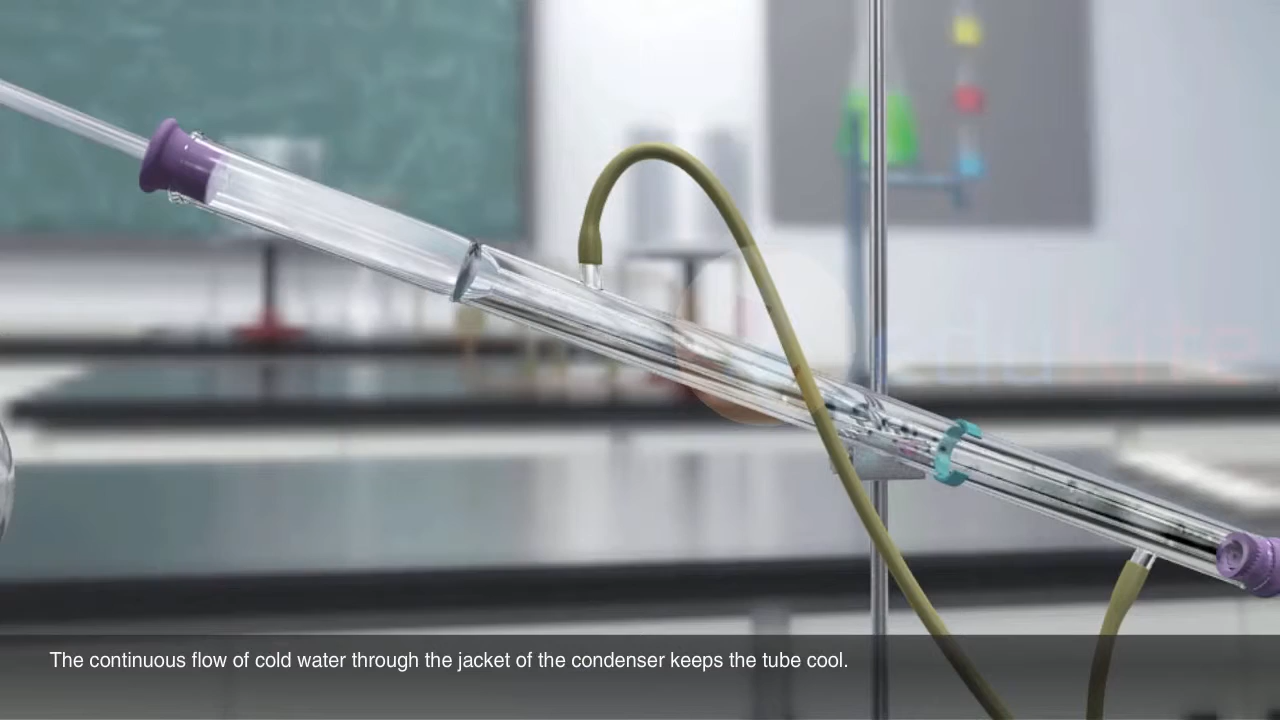 The continuous flow of cold water through the jacket of the condenser keeps the tube cool.